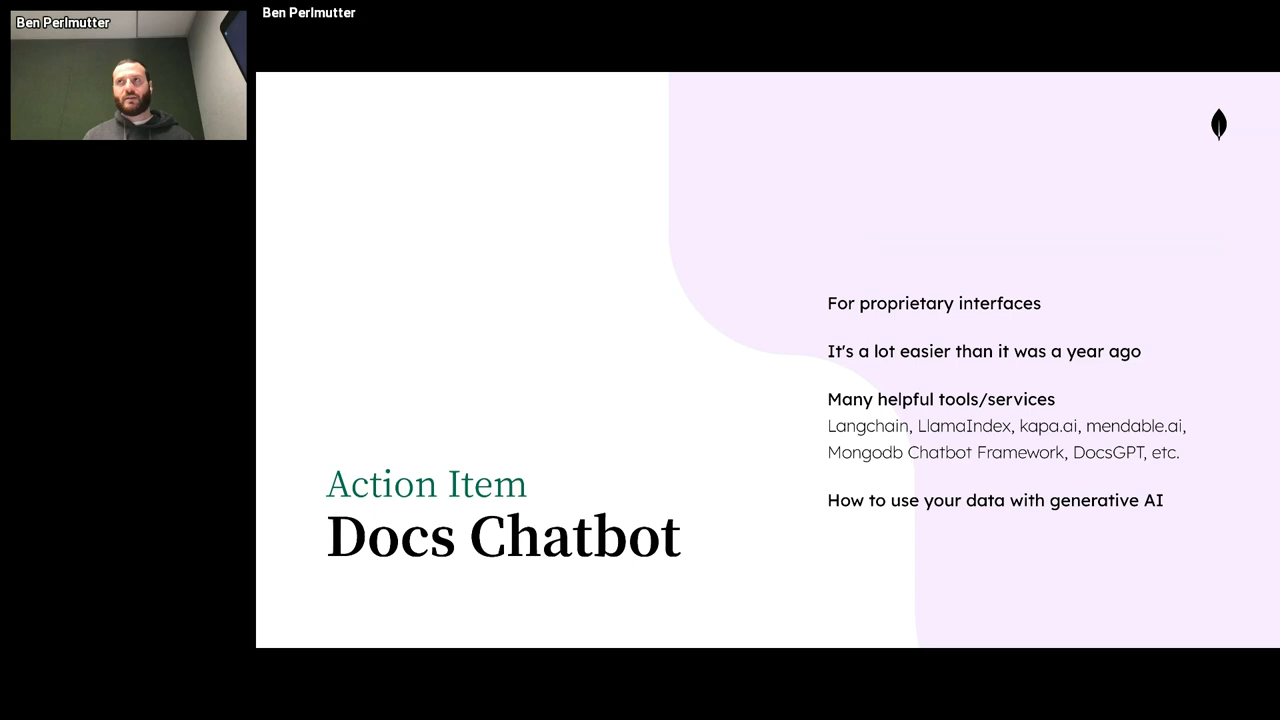 Ben Perlmutter
Ben Perlmutter
For proprietary interfaces
It's a lot easier than it was a year ago
Many helpful tools/services
Langchain, LlamaIndex, kapa.ai, mendable.ai,
Mongodb Chatbot Framework, DocsGPT, etc.
How to use your data with generative AI
Action Item
Docs Chatbot